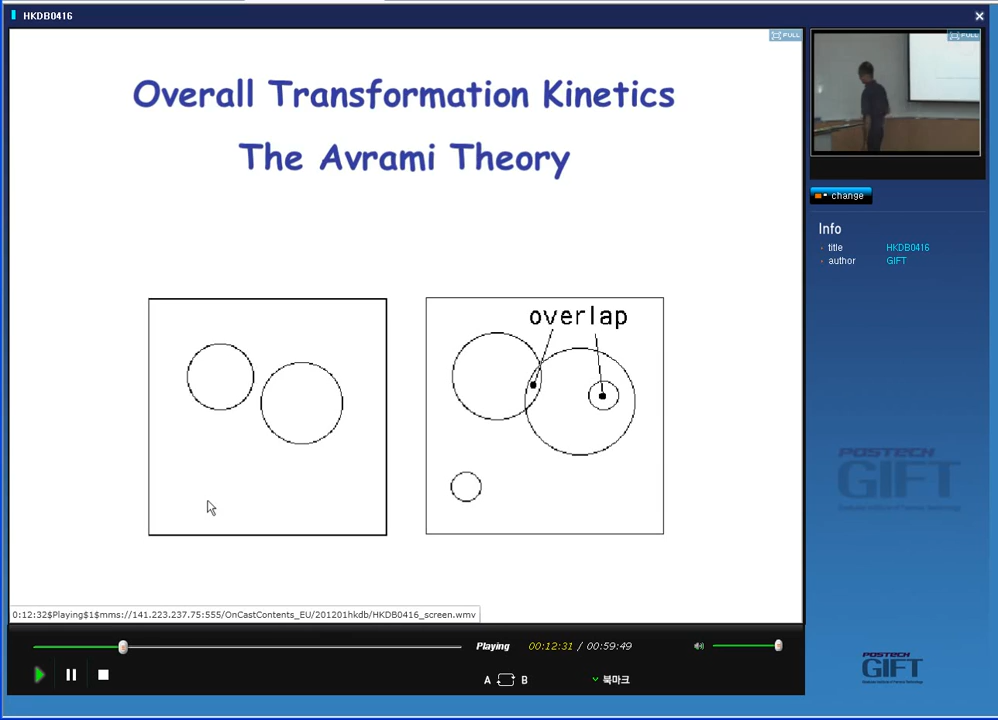 HKDB0416
FULL
FULL
Overall Transformation Kinetics
The Avrami Theory
overlap
change
Info
title HKDB0416
author GIFT
POSTECH
GIFT
0:12:32$Playing$1$mms://141.223.237.75:555/OnCastContents_EU/201201hkdb/HKDB0416_screen.wmv
Playing 00:12:31 / 00:59:49
A B 북마크
POSTECH
GIFT